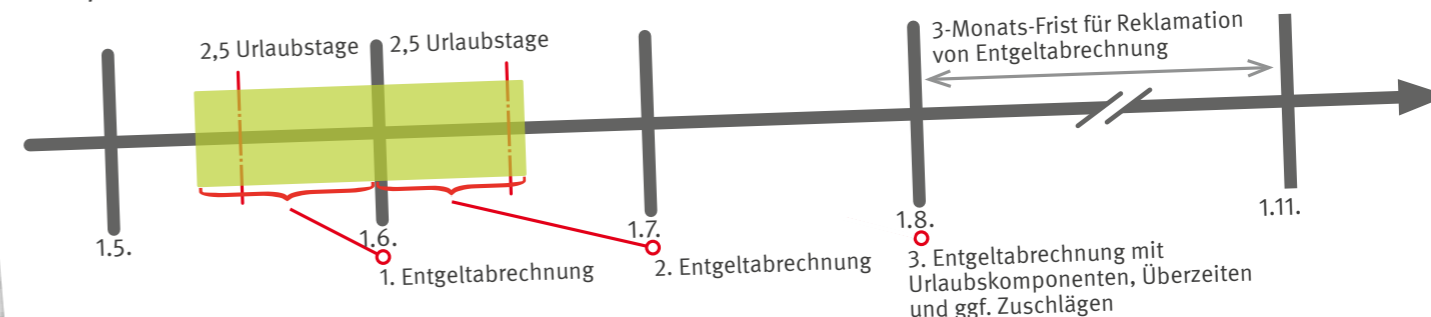 2,5 Urlaubstage
2,5 Urlaubstage
3-Monats-Frist für Reklamation
von Entgeltabrechnung
1.5.
1.6.
1.7.
1.8.
1.11.
1. Entgeltabrechnung
2. Entgeltabrechnung
3. Entgeltabrechnung mit
Urlaubskomponenten, Überzeiten
und ggf. Zuschlägen